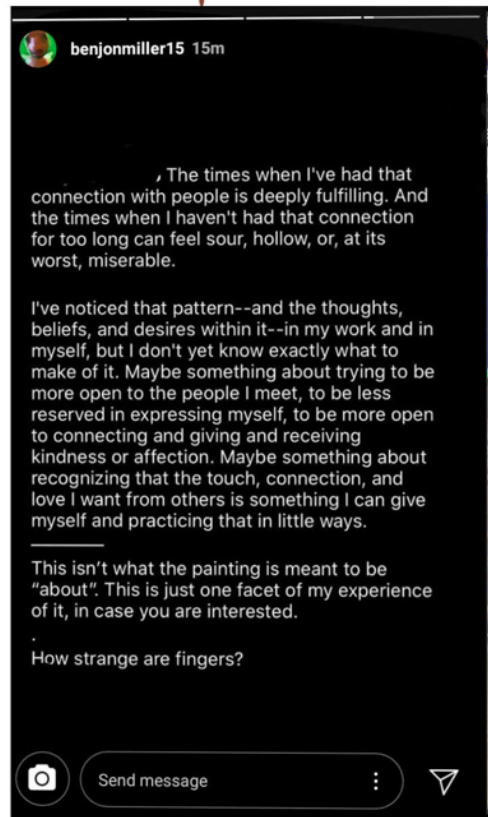 benjonmiller15 15m
, The times when I've had that
connection with people is deeply fulfilling. And
the times when I haven't had that connection
for too long can feel sour, hollow, or, at its
worst, miserable.
I've noticed that pattern--and the thoughts,
beliefs, and desires within it--in my work and in
myself, but I don't yet know exactly what to
make of it. Maybe something about trying to be
more open to the people I meet, to be less
reserved in expressing myself, to be more open
to connecting and giving and receiving
kindness or affection. Maybe something about
recognizing that the touch, connection, and
love I want from others is something I can give
myself and practicing that in little ways.
This isn’t what the painting is meant to be
“about”. This is just one facet of my experience
of it, in case you are interested.
.
How strange are fingers?
Send message